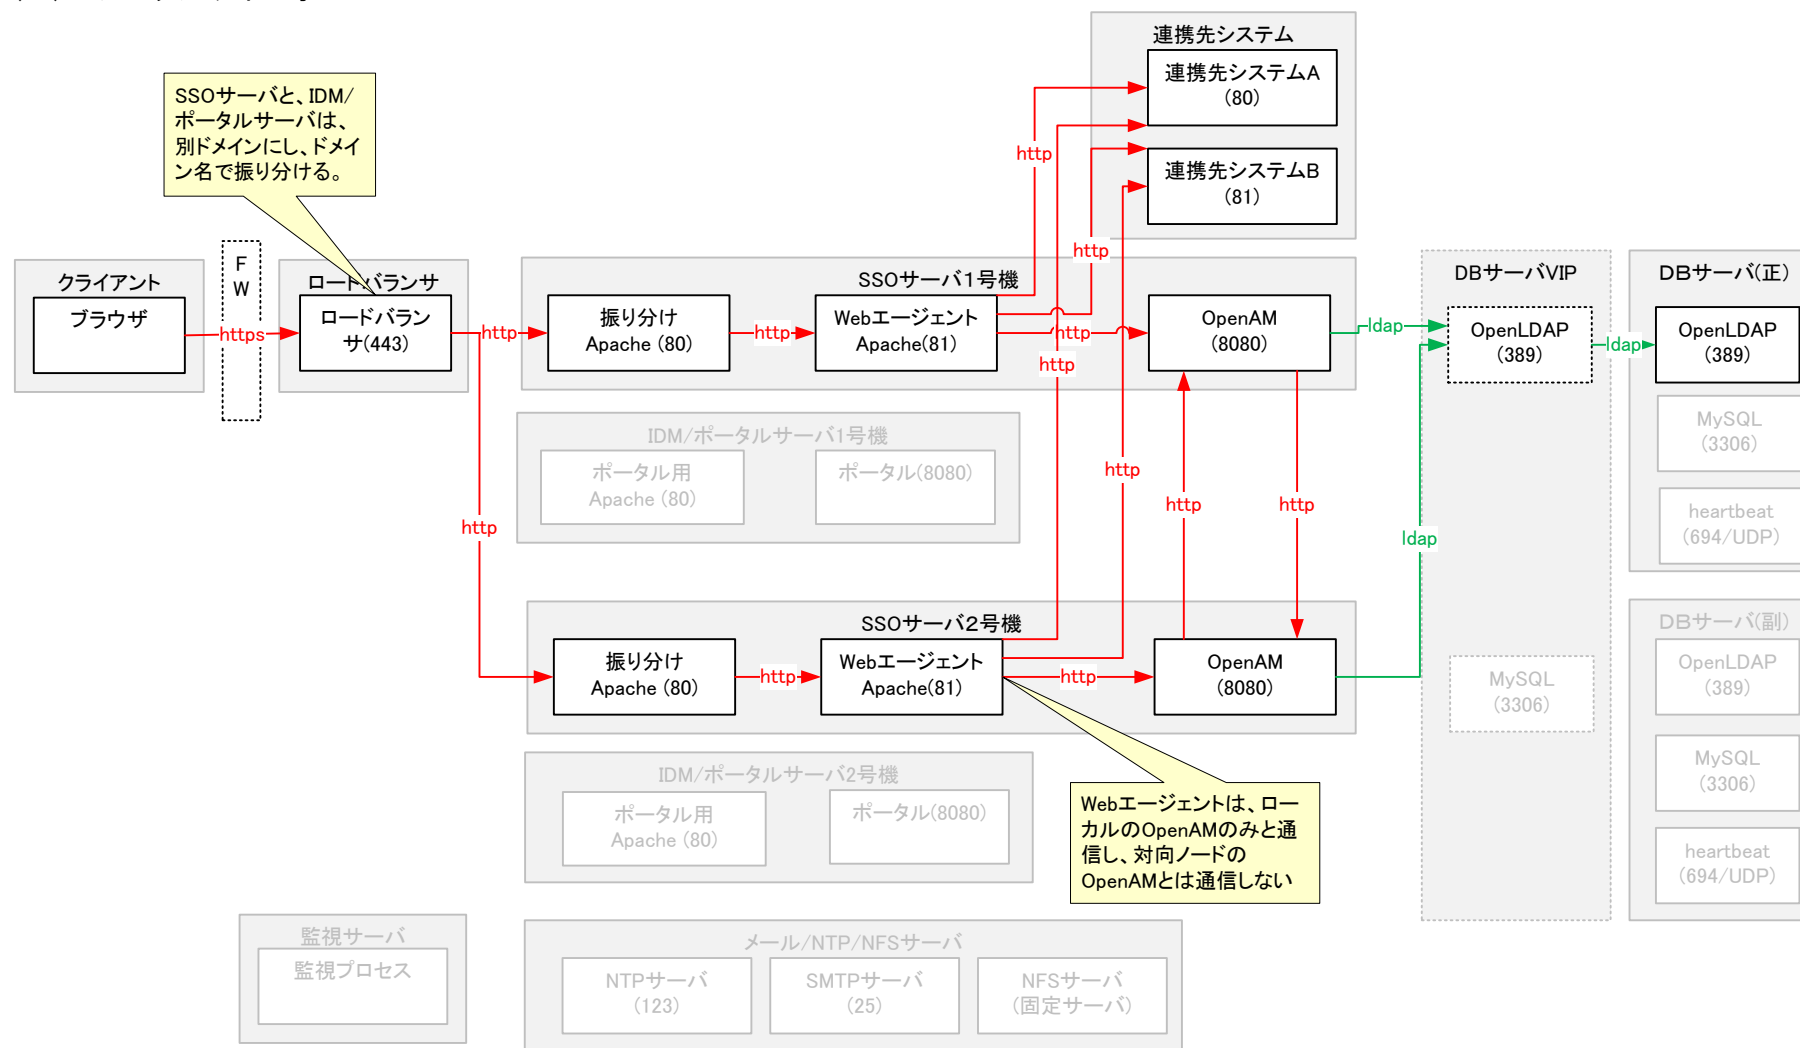 連携先システム
連携先システムA
(80)
連携先システムB
(81)
SSOサーバと、IDM/
ポータルサーバは、
別ドメインにし、ドメイ
ン名で振り分ける。
http
http
クライアント
ブラウザ
F
W
https
ロードバランサ
ロードバラン
サ(443)
http
http
SSOサーバ１号機
振り分け
Apache (80)
http
Webエージェント
Apache(81)
http
http
OpenAM
(8080)
ldap
DBサーバVIP
OpenLDAP
(389)
ldap
DBサーバ(正)
OpenLDAP
(389)
MySQL
(3306)
heartbeat
(694/UDP)
IDM/ポータルサーバ1号機
ポータル用
Apache (80)
ポータル(8080)
http
http
http
ldap
SSOサーバ２号機
振り分け
Apache (80)
http
Webエージェント
Apache(81)
http
OpenAM
(8080)
MySQL
(3306)
DBサーバ(副)
OpenLDAP
(389)
MySQL
(3306)
heartbeat
(694/UDP)
IDM/ポータルサーバ2号機
ポータル用
Apache (80)
ポータル(8080)
Webエージェントは、ロー
カルのOpenAMのみと通
信し、対向ノードの
OpenAMとは通信しない
監視サーバ
監視プロセス
メール/NTP/NFSサーバ
NTPサーバ
(123)
SMTPサーバ
(25)
NFSサーバ
(固定サーバ)